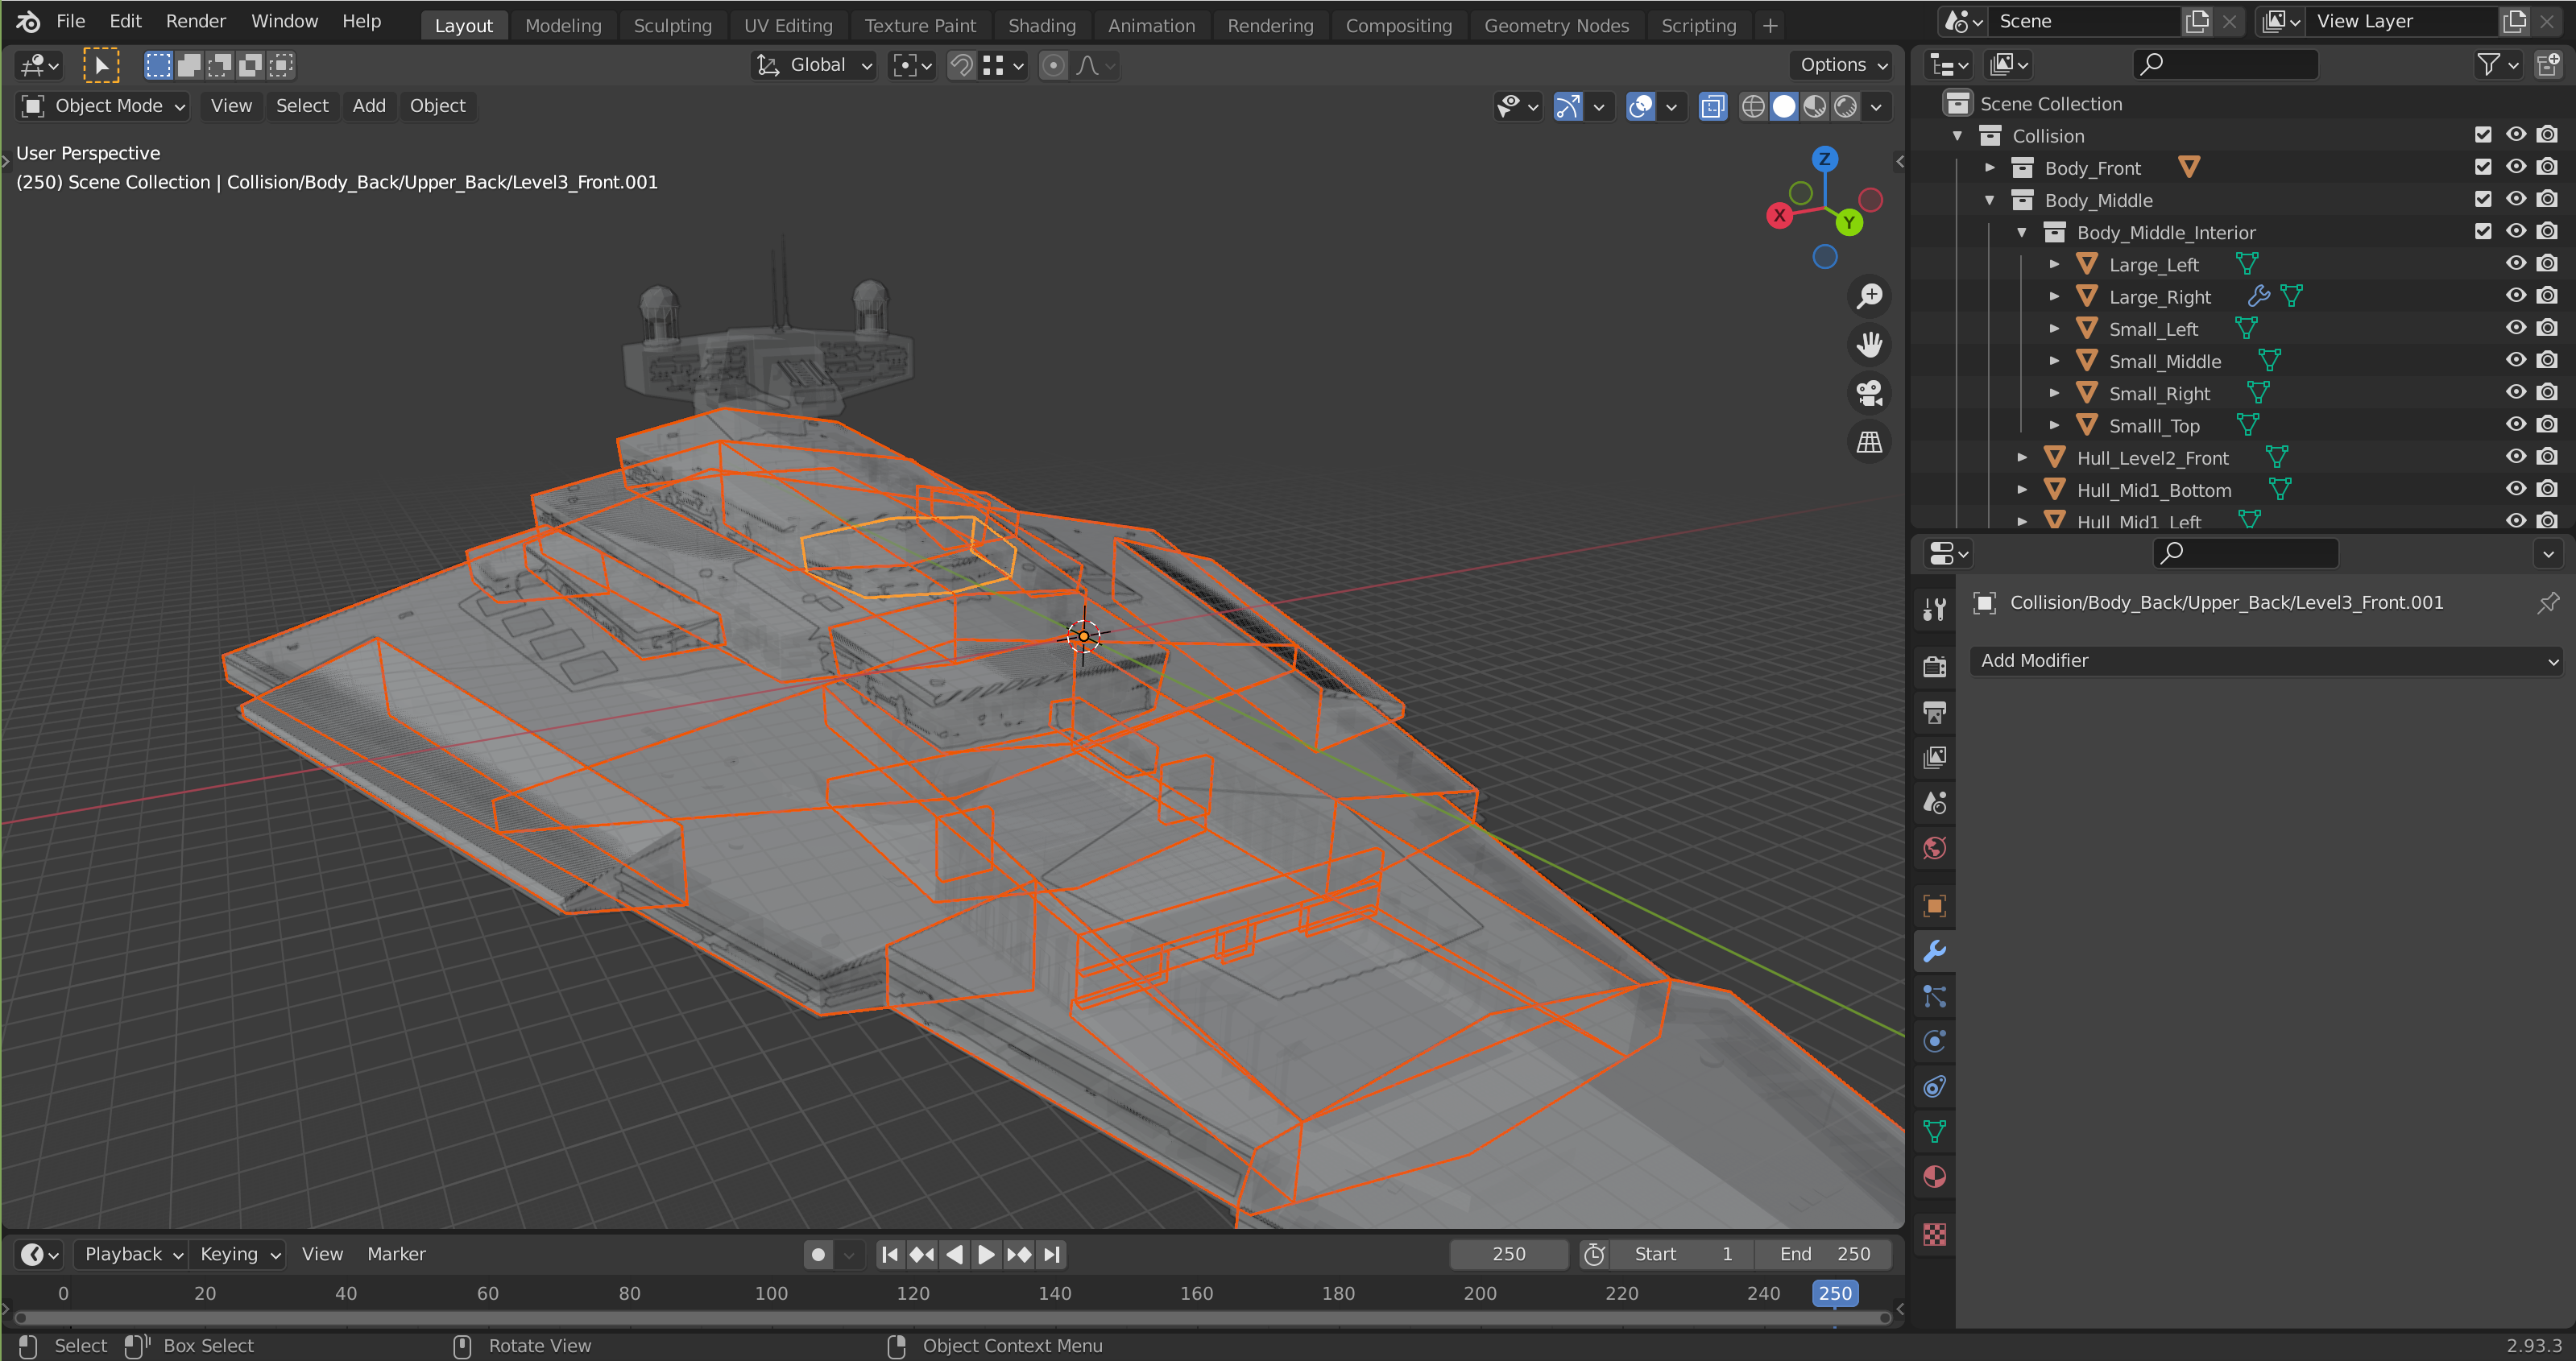 File Edit Render Window Help Layout Modeling Sculpting UV Editing Texture Paint Shading Animation Rendering Compositing Geometry Nodes Scripting + Scene View Layer
Global Options
Object Mode View Select Add Object
User Perspective
(250) Scene Collection | Collision/Body_Back/Upper_Back/Level3_Front.001
Z
X
Y
Scene Collection
Collision
Body_Front
Body_Middle
Body_Middle_Interior
Large_Left
Large_Right
Small_Left
Small_Middle
Small_Right
Smalll_Top
Hull_Level2_Front
Hull_Mid1_Bottom
Hull_Mid1_Left
Collision/Body_Back/Upper_Back/Level3_Front.001
Add Modifier
Playback Keying View Marker 250 Start 1 End 250
0 20 40 60 80 100 120 140 160 180 200 220 240 250
Select Box Select Rotate View Object Context Menu 2.93.3